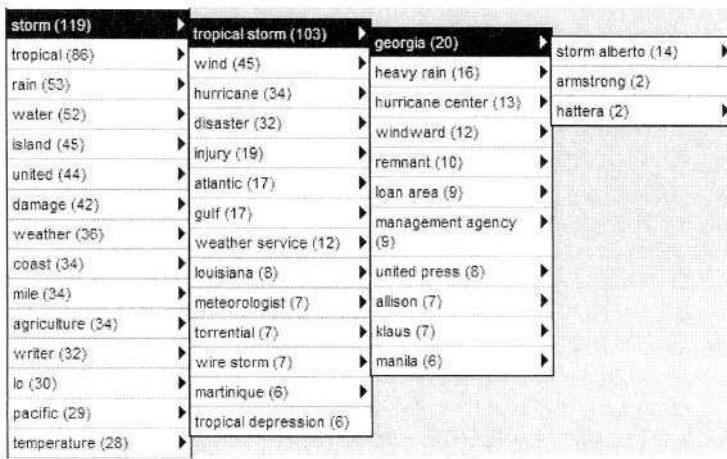 storm (119)
tropical (86)
rain (53)
water (52)
island (45)
united (44)
damage (42)
weather (36)
coast (34)
mile (34)
agriculture (34)
writer (32)
lo (30)
pacific (29)
temperature (28)
tropical storm (103)
wind (45)
hurricane (34)
disaster (32)
injury (19)
atlantic (17)
gulf (17)
weather service (12)
louisiana (8)
meteorologist (7)
torrential (7)
wire storm (7)
martinique (6)
tropical depression (6)
georgia (20)
heavy rain (16)
hurricane center (13)
windward (12)
remnant (10)
loan area (9)
management agency
(9)
united press (8)
allison (7)
klaus (7)
manila (6)
storm alberto (14)
armstrong (2)
hattera (2)